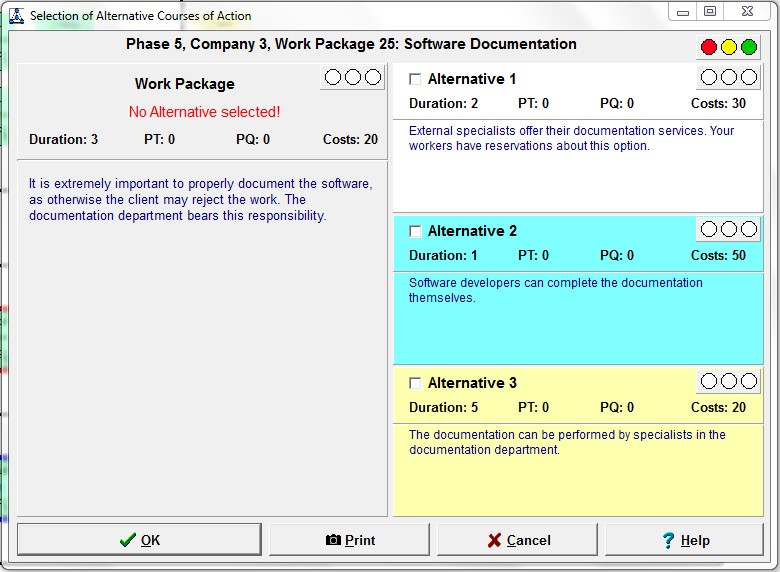 Selection of Alternative Courses of Action
Phase 5, Company 3, Work Package 25: Software Documentation
Work Package
No Alternative selected!
Duration: 3 PT: 0 PQ: 0 Costs: 20
It is extremely important to properly document the software,
as otherwise the client may reject the work. The
documentation department bears this responsibility.
Alternative 1
Duration: 2 PT: 0 PQ: 0 Costs: 30
External specialists offer their documentation services. Your
workers have reservations about this option.
Alternative 2
Duration: 1 PT: 0 PQ: 0 Costs: 50
Software developers can complete the documentation
themselves.
Alternative 3
Duration: 5 PT: 0 PQ: 0 Costs: 20
The documentation can be performed by specialists in the
documentation department.
OK Print Cancel Help